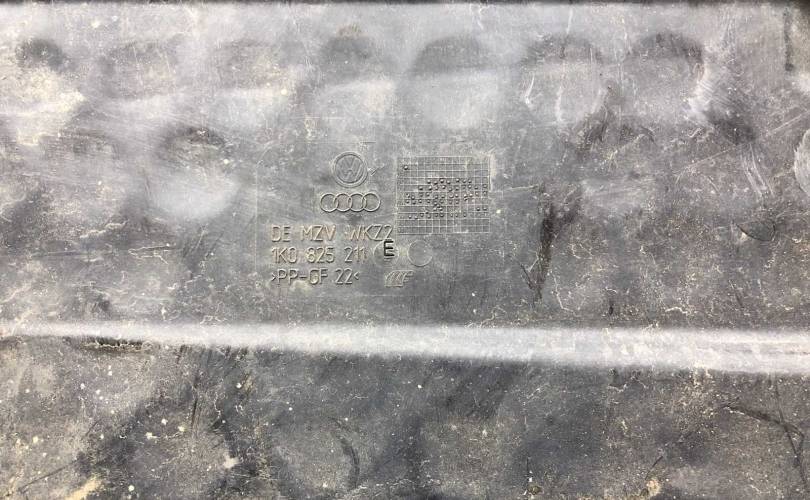 DE MZV WKZ2
1K0 825 211 E
>PP-GF 22<